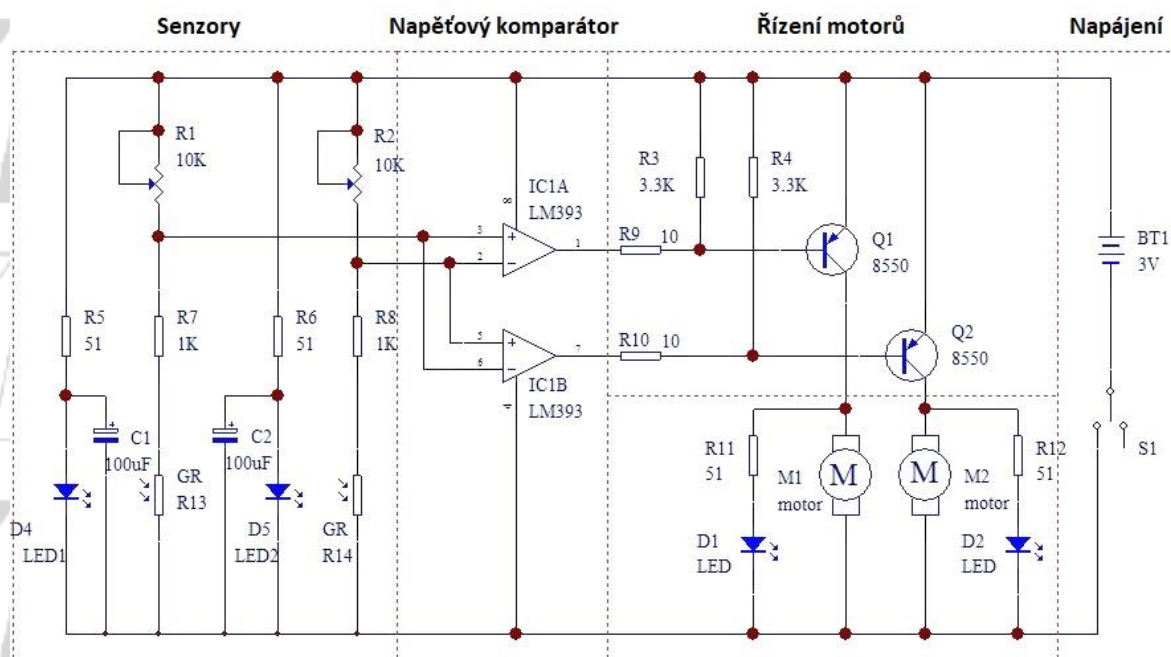 Senzory
Napěťový komparátor
Řízení motorů
Napájení
R1
10K
R2
10K
R3
3.3K
R4
3.3K
IC1A
LM393
8
3
2
1
R9 10
Q1
8550
BT1
3V
R5
51
R7
1K
R6
51
R8
1K
5
6
7
R10 10
Q2
8550
IC1B
LM393
4
C1
100uF
C2
100uF
R11
51
R12
51
S1
GR
R13
GR
R14
M1
motor
M
M
M2
motor
D4
LED1
D5
LED2
D1
LED
D2
LED